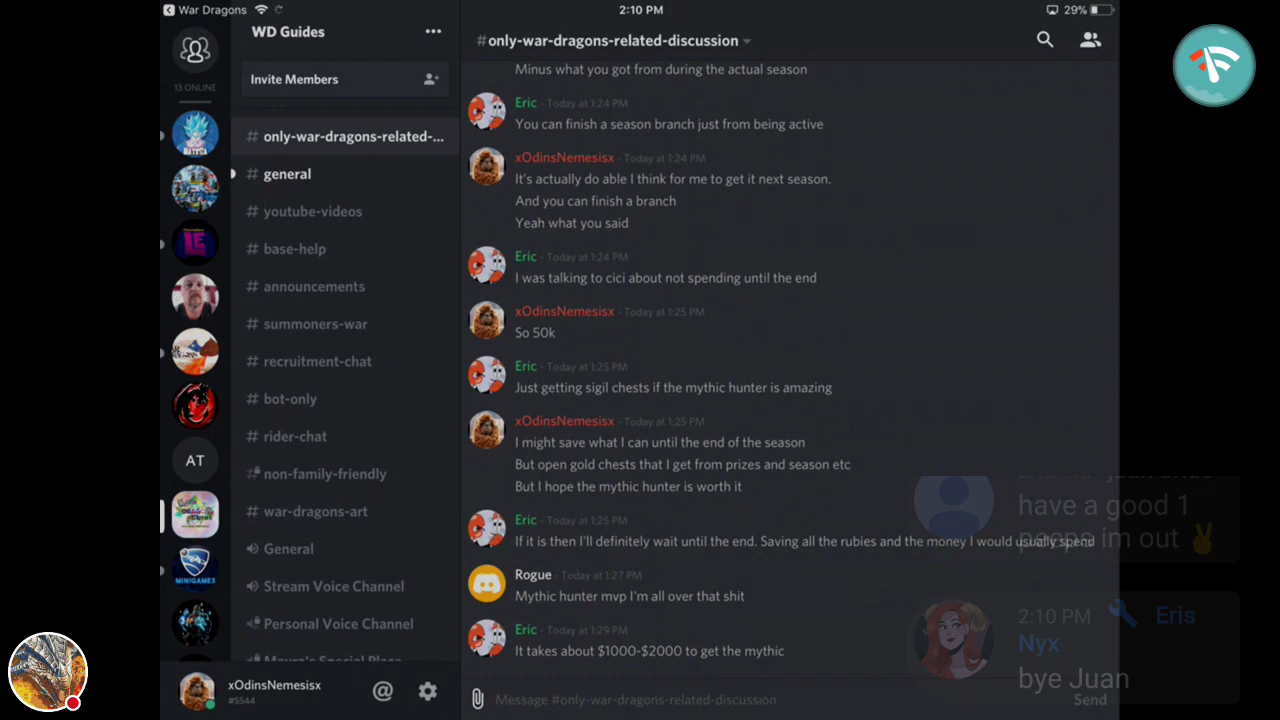 War Dragons
2:10 PM
29%
WD Guides
13 ONLINE
Invite Members
# only-war-dragons-related-...
# general
# youtube-videos
# base-help
# announcements
# summoners-war
# recruitment-chat
# bot-only
# rider-chat
# non-family-friendly
# war-dragons-art
General
Stream Voice Channel
Personal Voice Channel
AT
MINIGAMES
xOdinsNemesisx
#5544
#only-war-dragons-related-discussion
Minus what you got from during the actual season
Eric - Today at 1:24 PM
You can finish a season branch just from being active
xOdinsNemesisx - Today at 1:24 PM
It's actually do able I think for me to get it next season.
And you can finish a branch
Yeah what you said
Eric - Today at 1:24 PM
I was talking to cici about not spending until the end
xOdinsNemesisx - Today at 1:25 PM
So 50k
Eric - Today at 1:25 PM
Just getting sigil chests if the mythic hunter is amazing
xOdinsNemesisx - Today at 1:25 PM
I might save what I can until the end of the season
But open gold chests that I get from prizes and season etc
But I hope the mythic hunter is worth it
Eric - Today at 1:25 PM
If it is then I'll definitely wait until the end. Saving all the rubies and the money I would usually spend
Rogue - Today at 1:27 PM
Mythic hunter mvp I'm all over that shit
Eric - Today at 1:29 PM
It takes about $1000-$2000 to get the mythic
Message #only-war-dragons-related-discussion
Send
have a good 1
peeps im out ✌
2:10 PM Eris
Nyx
bye Juan